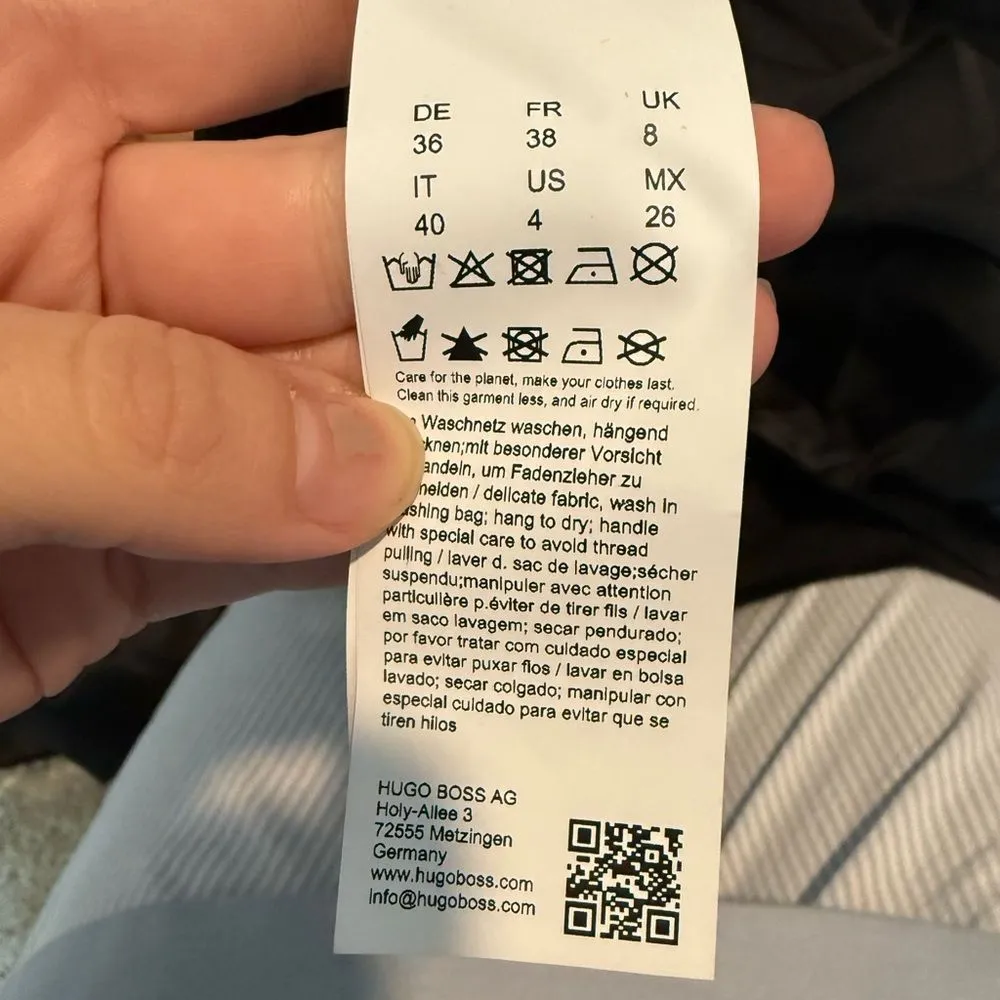 DE FR UK
36 38 8
IT US MX
40 4 26
Care for the planet, make your clothes last.
Clean this garment less, and air dry if required.
Waschnetz waschen, hängend
mit besonderer Vorsicht
um Fadenzieher zu
/ delicate fabric, wash in
bag; hang to dry; handle
with special care to avoid thread
pulling / laver d. sac de lavage;sécher
suspendu;manipuler avec attention
particulière p.éviter de tirer fils / lavar
em saco lavagem; secar pendurado;
por favor tratar com cuidado especial
para evitar puxar fios / lavar en bolsa
lavado; secar colgado; manipular con
especial cuidado para evitar que se
tiren hilos
HUGO BOSS AG
Holy-Allee 3
72555 Metzingen
Germany
www.hugoboss.com
info@hugoboss.com